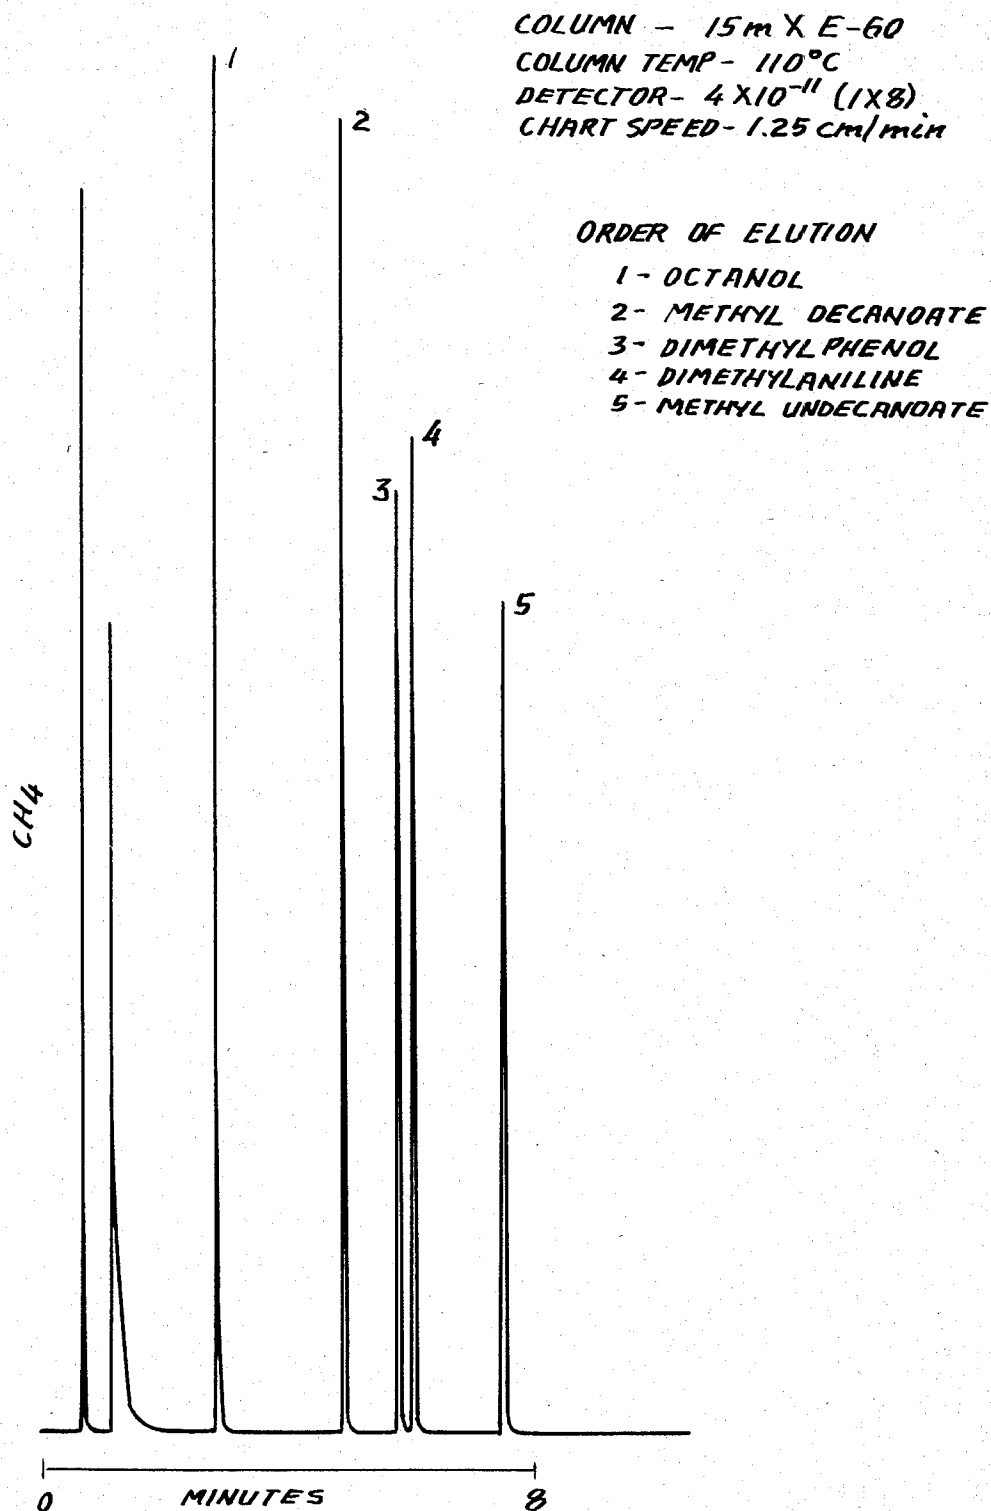 COLUMN - 15m X E-60
COLUMN TEMP - 110°C
DETECTOR - 4 X10⁻¹¹ (1X8)
CHART SPEED - 1.25 cm/min
ORDER OF ELUTION
1 - OCTANOL
2 - METHYL DECANOATE
3 - DIMETHYLPHENOL
4 - DIMETHYLANILINE
5 - METHYL UNDECANOATE
1
2
3
4
5
CH4
0 MINUTES 8